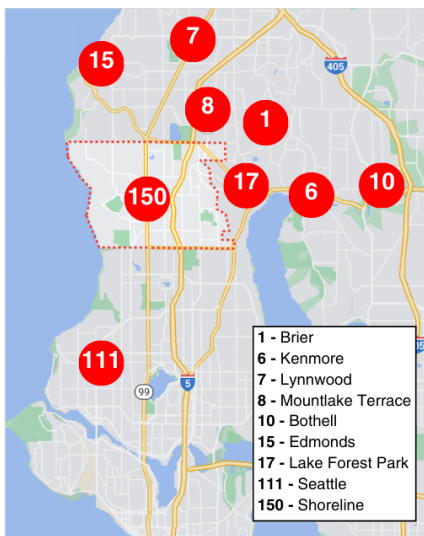 7
15
405
8
1
150
17
6
10
111
99
5
05
1 - Brier
6 - Kenmore
7 - Lynnwood
8 - Mountlake Terrace
10 - Bothell
15 - Edmonds
17 - Lake Forest Park
111 - Seattle
150 - Shoreline